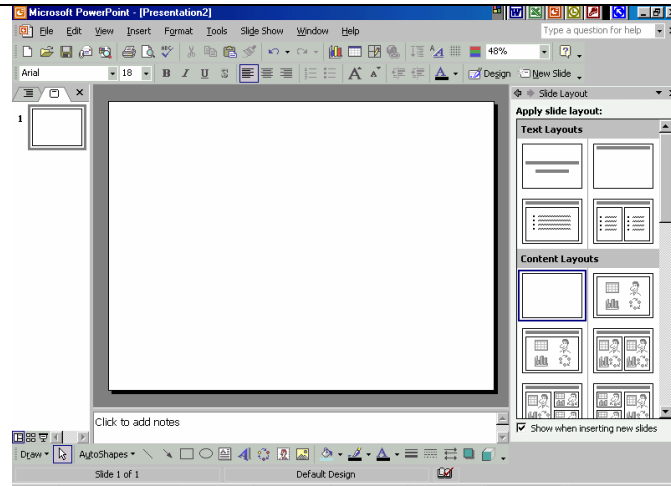 Microsoft PowerPoint - [Presentation2]
File Edit View Insert Format Tools Slide Show Window Help
Type a question for help
48%
Arial 18 B I U S A A A Design New Slide
Slide Layout
Apply slide layout:
1
Text Layouts
Content Layouts
Click to add notes
Show when inserting new slides
Draw AutoShapes
Slide 1 of 1 Default Design